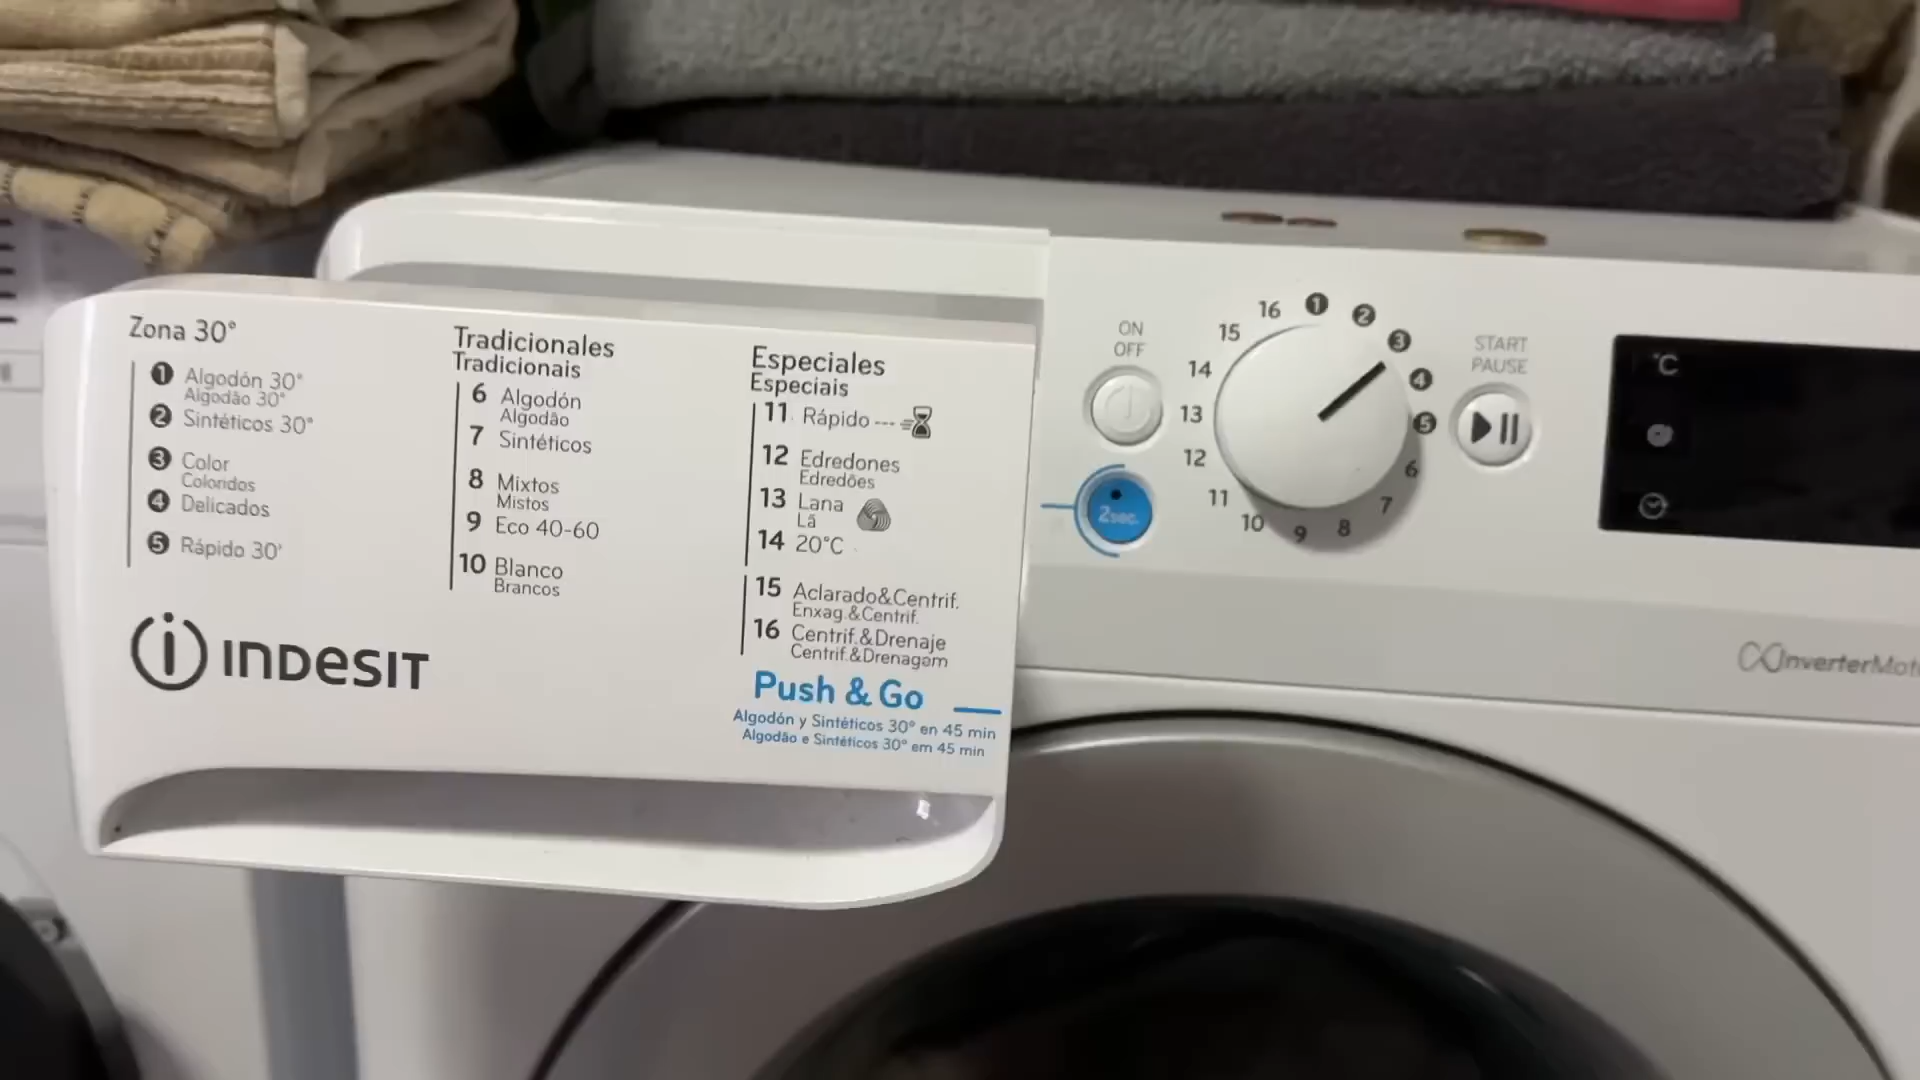 Zona 30°
1 Algodón 30°
Algodão 30°
2 Sintéticos 30°
3 Color
Coloridos
4 Delicados
5 Rápido 30'
INDESIT
Tradicionales
Tradicionais
6 Algodón
Algodão
7 Sintéticos
8 Mixtos
Mistos
9 Eco 40-60
10 Blanco
Brancos
Especiales
Especiais
11 Rápido ---
12 Edredones
Edredões
13 Lana
Lã
14 20°C
15 Aclarado&Centrif.
Enxag.&Centrif.
16 Centrif.&Drenaje
Centrif.&Drenagem
Push & Go
Algodón y Sintéticos 30° en 45 min
Algodão e Sintéticos 30° em 45 min
ON
OFF
2sec.
1
2
3
4
5
6
7
8
9
10
11
12
13
14
15
16
START
PAUSE
°C